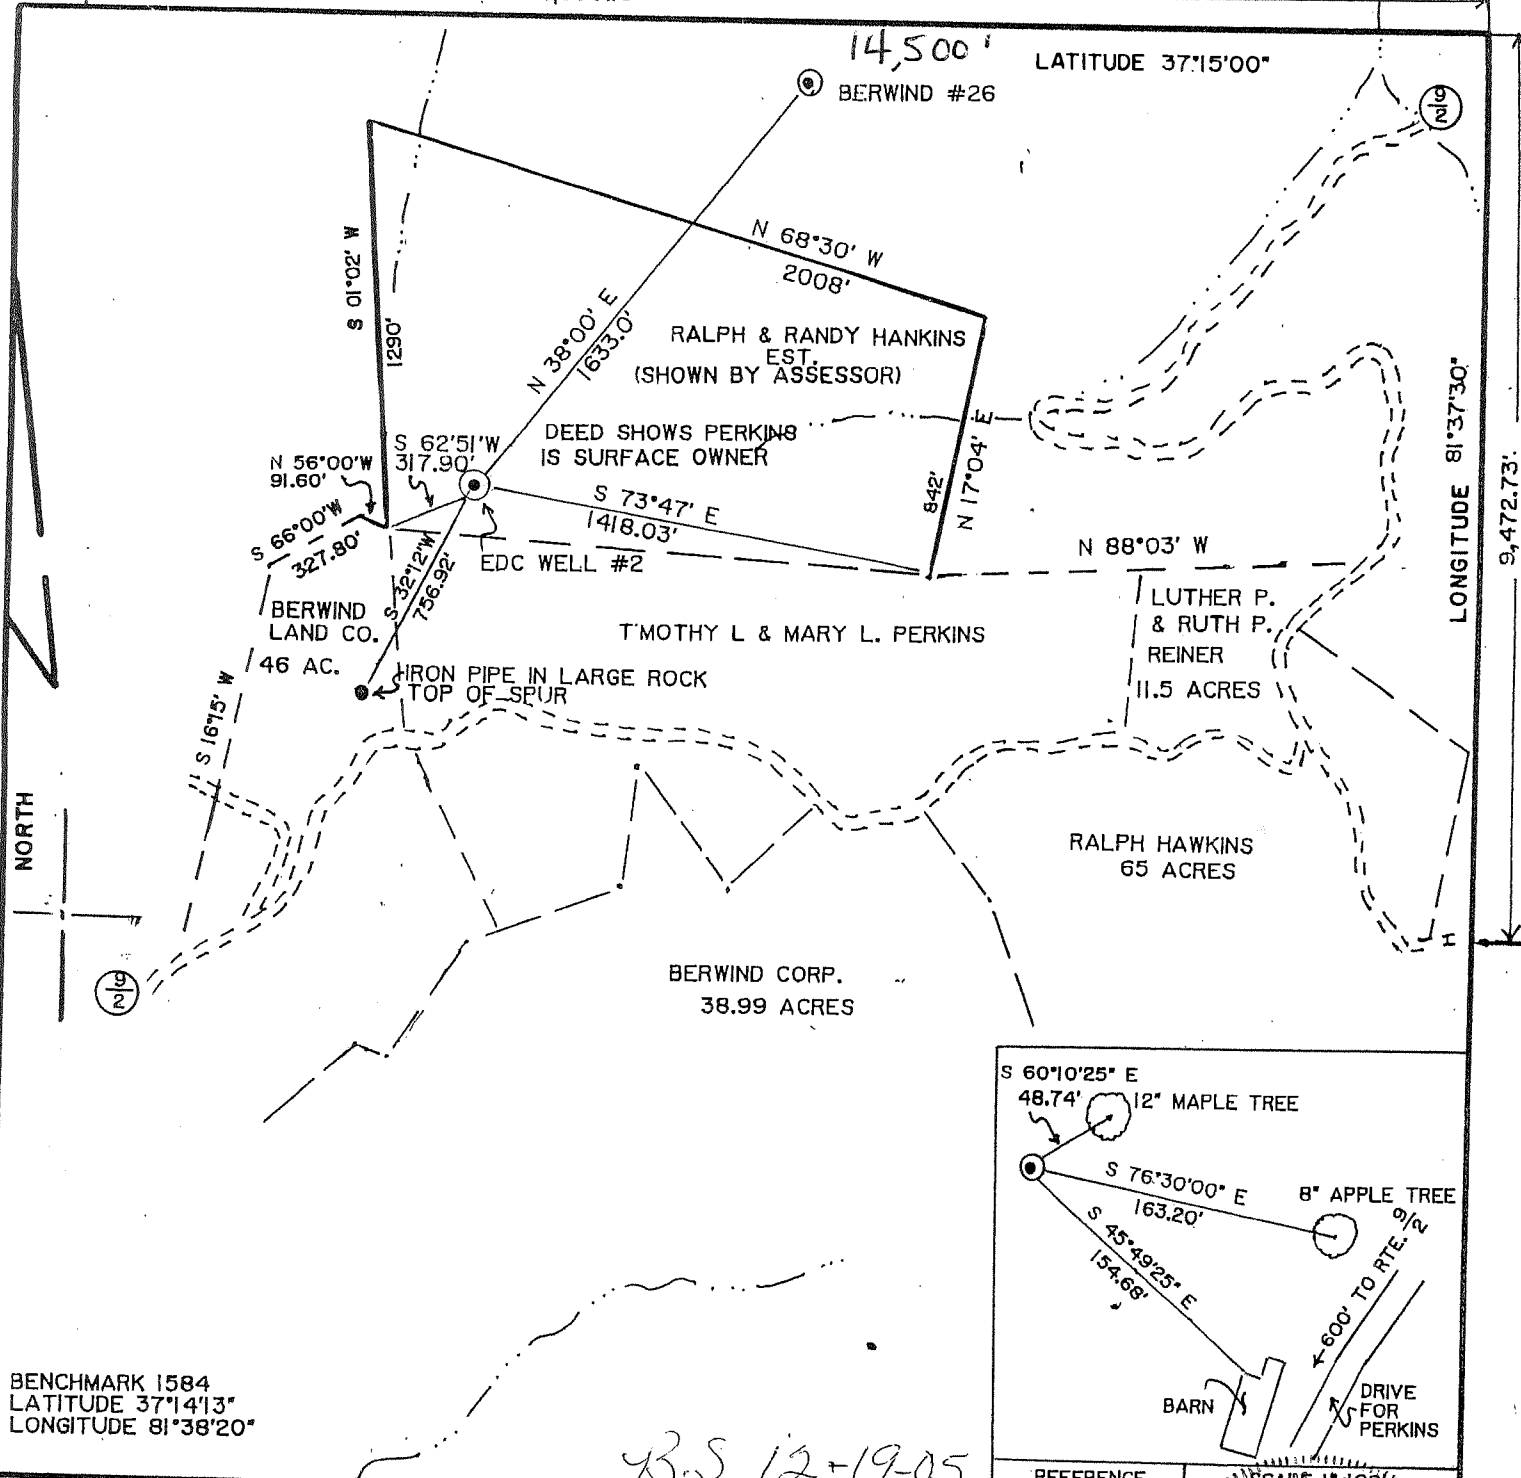 14,500'
LATITUDE 37°15'00"
BERWIND #26
9/2
N 68°30' W
2008'
S 01°02' W
1290'
N 38°00' E
1633.0'
RALPH & RANDY HANKINS
EST.
(SHOWN BY ASSESSOR)
LONGITUDE 81°37'30"
9,472.73'
DEED SHOWS PERKINS
IS SURFACE OWNER
S 62°51'W
317.90'
N 56°00'W
91.60'
S 73°47' E
1418.03'
842'
N 17°04' E
S 66°00'W
327.80'
S 32°12'W
756.92'
EDC WELL #2
N 88°03' W
BERWIND
LAND CO.
46 AC.
T'MOTHY L & MARY L. PERKINS
LUTHER P.
& RUTH P.
REINER
11.5 ACRES
IRON PIPE IN LARGE ROCK
TOP OF SPUR
S 16°15' W
NORTH
RALPH HAWKINS
65 ACRES
9/2
BERWIND CORP.
38.99 ACRES
S 60°10'25" E
48.74'
12" MAPLE TREE
S 76°30'00" E
163.20'
8" APPLE TREE
S 45°49'25" E
154.68'
600' TO RTE. 9/2
BARN
DRIVE
FOR
PERKINS
BENCHMARK 1584
LATITUDE 37°14'13"
LONGITUDE 81°38'20"
12-19-05
REFERENCE